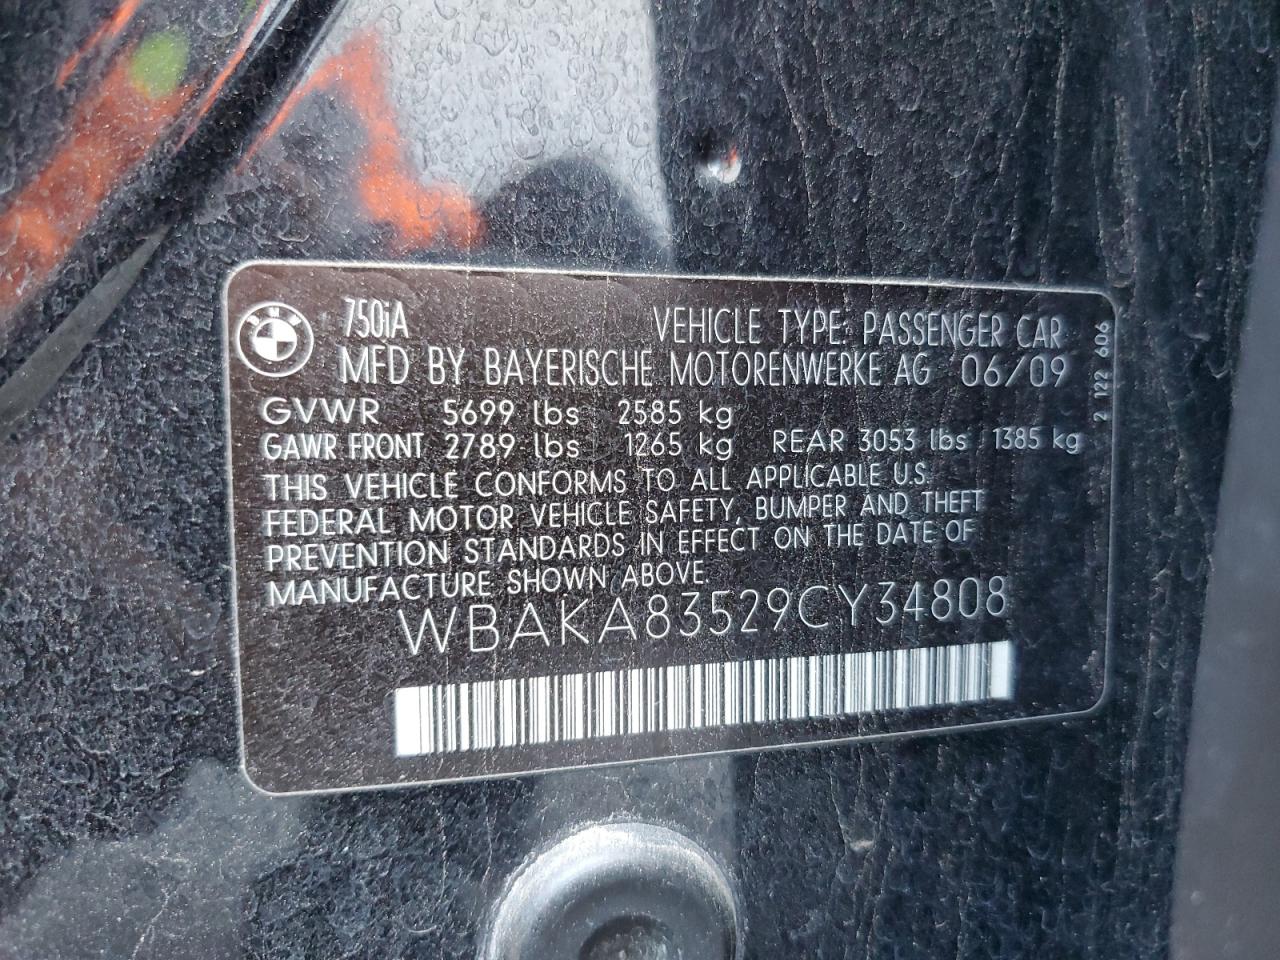 BMW
750iA
VEHICLE TYPE: PASSENGER CAR
MFD BY BAYERISCHE MOTORENWERKE AG 06/09
GVWR 5699 lbs 2585 kg
GAWR FRONT 2789 lbs 1265 kg REAR 3053 lbs 1385 kg
THIS VEHICLE CONFORMS TO ALL APPLICABLE U.S.
FEDERAL MOTOR VEHICLE SAFETY, BUMPER AND THEFT
PREVENTION STANDARDS IN EFFECT ON THE DATE OF
MANUFACTURE SHOWN ABOVE.
WBAKA83529CY34808
2 122 606